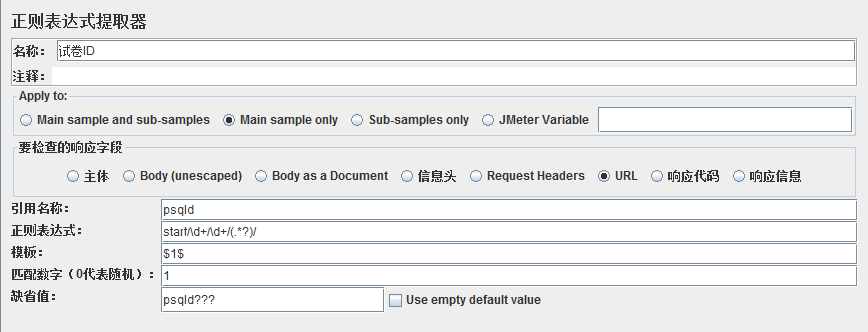 正则表达式提取器
名称： 试卷ID
注释：
Apply to:
Main sample and sub-samples Main sample only Sub-samples only JMeter Variable
要检查的响应字段
主体 Body (unescaped) Body as a Document 信息头 Request Headers URL 响应代码 响应信息
引用名称： psqId
正则表达式： start/\d+/\d+/(.*?)/
模板： $1$
匹配数字（0代表随机）： 1
缺省值： psqId??? Use empty default value